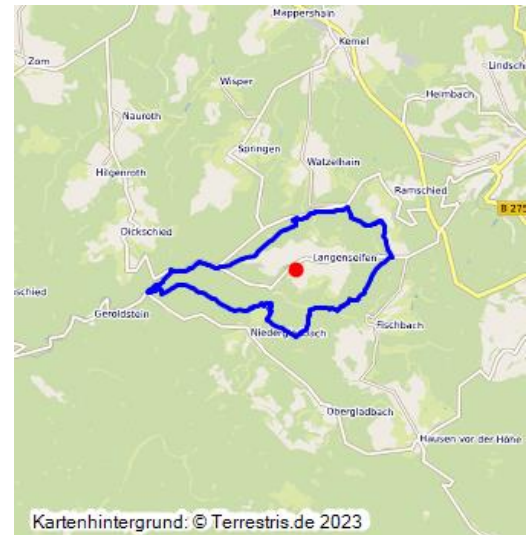 Mappershain
Kemel
Zorn
Lindsch
Wisper
Heimbach
Nauroth
Springen
Watzelhain
Hilgenroth
Ramschied
B 275
Dickschied
Langenseifen
schied
Geroldstein
Fischbach
Niedergladbach
Obergladbach
Hausen vor der Höhe
Kartenhintergrund: © Terrestris.de 2023